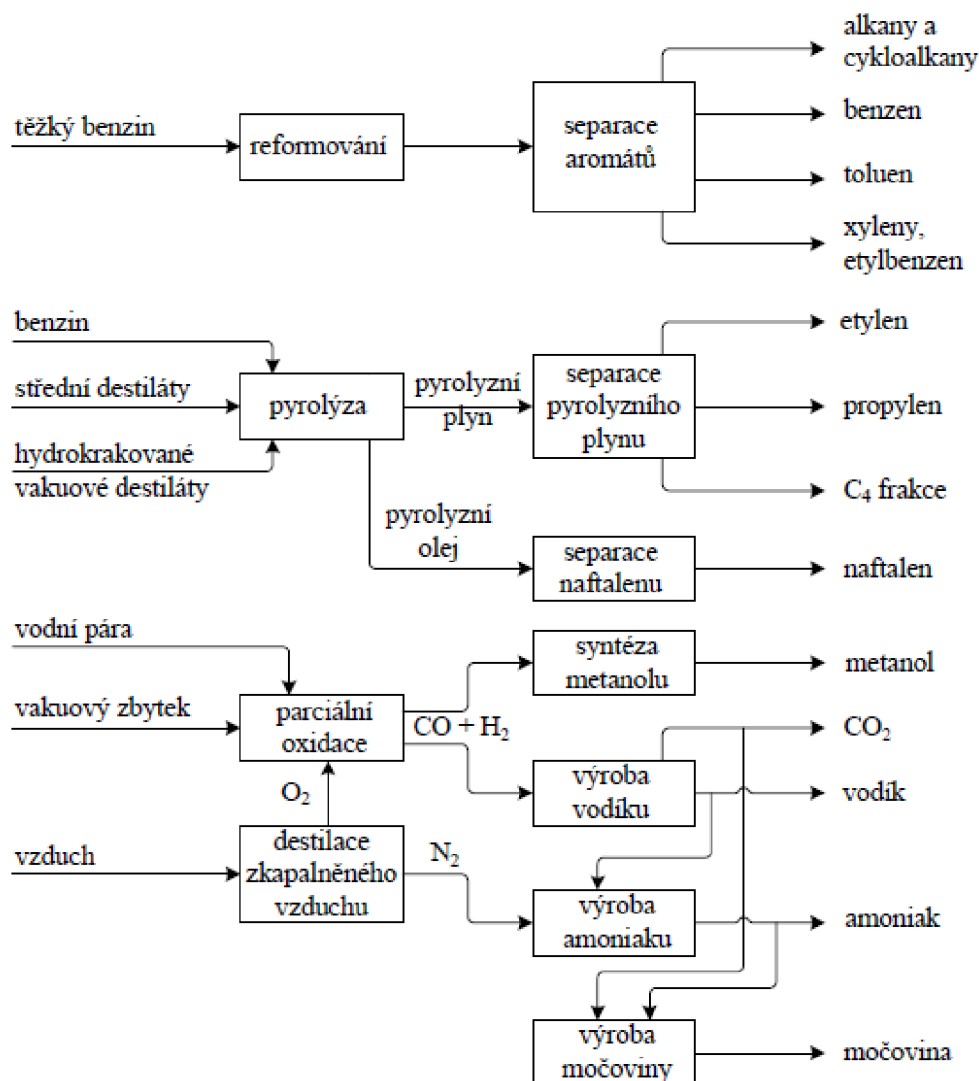 alkany a
cykloalkany
těžký benzin
reformování
separace
aromátů
benzen
toluen
xyleny,
etylbenzen
benzin
střední destiláty
hydrokrakované
vakuové destiláty
pyrolýza
pyrolyzní
plyn
separace
pyrolyzního
plynu
etylen
propylen
C₄ frakce
pyrolyzní
olej
separace
naftalenu
naftalen
vodní pára
vakuový zbytek
parciální
oxidace
CO + H₂
syntéza
metanolu
metanol
CO₂
výroba
vodíku
vodík
O₂
vzduch
destilace
zkapalněného
vzduchu
N₂
výroba
amoniaku
amoniak
výroba
močoviny
močovina